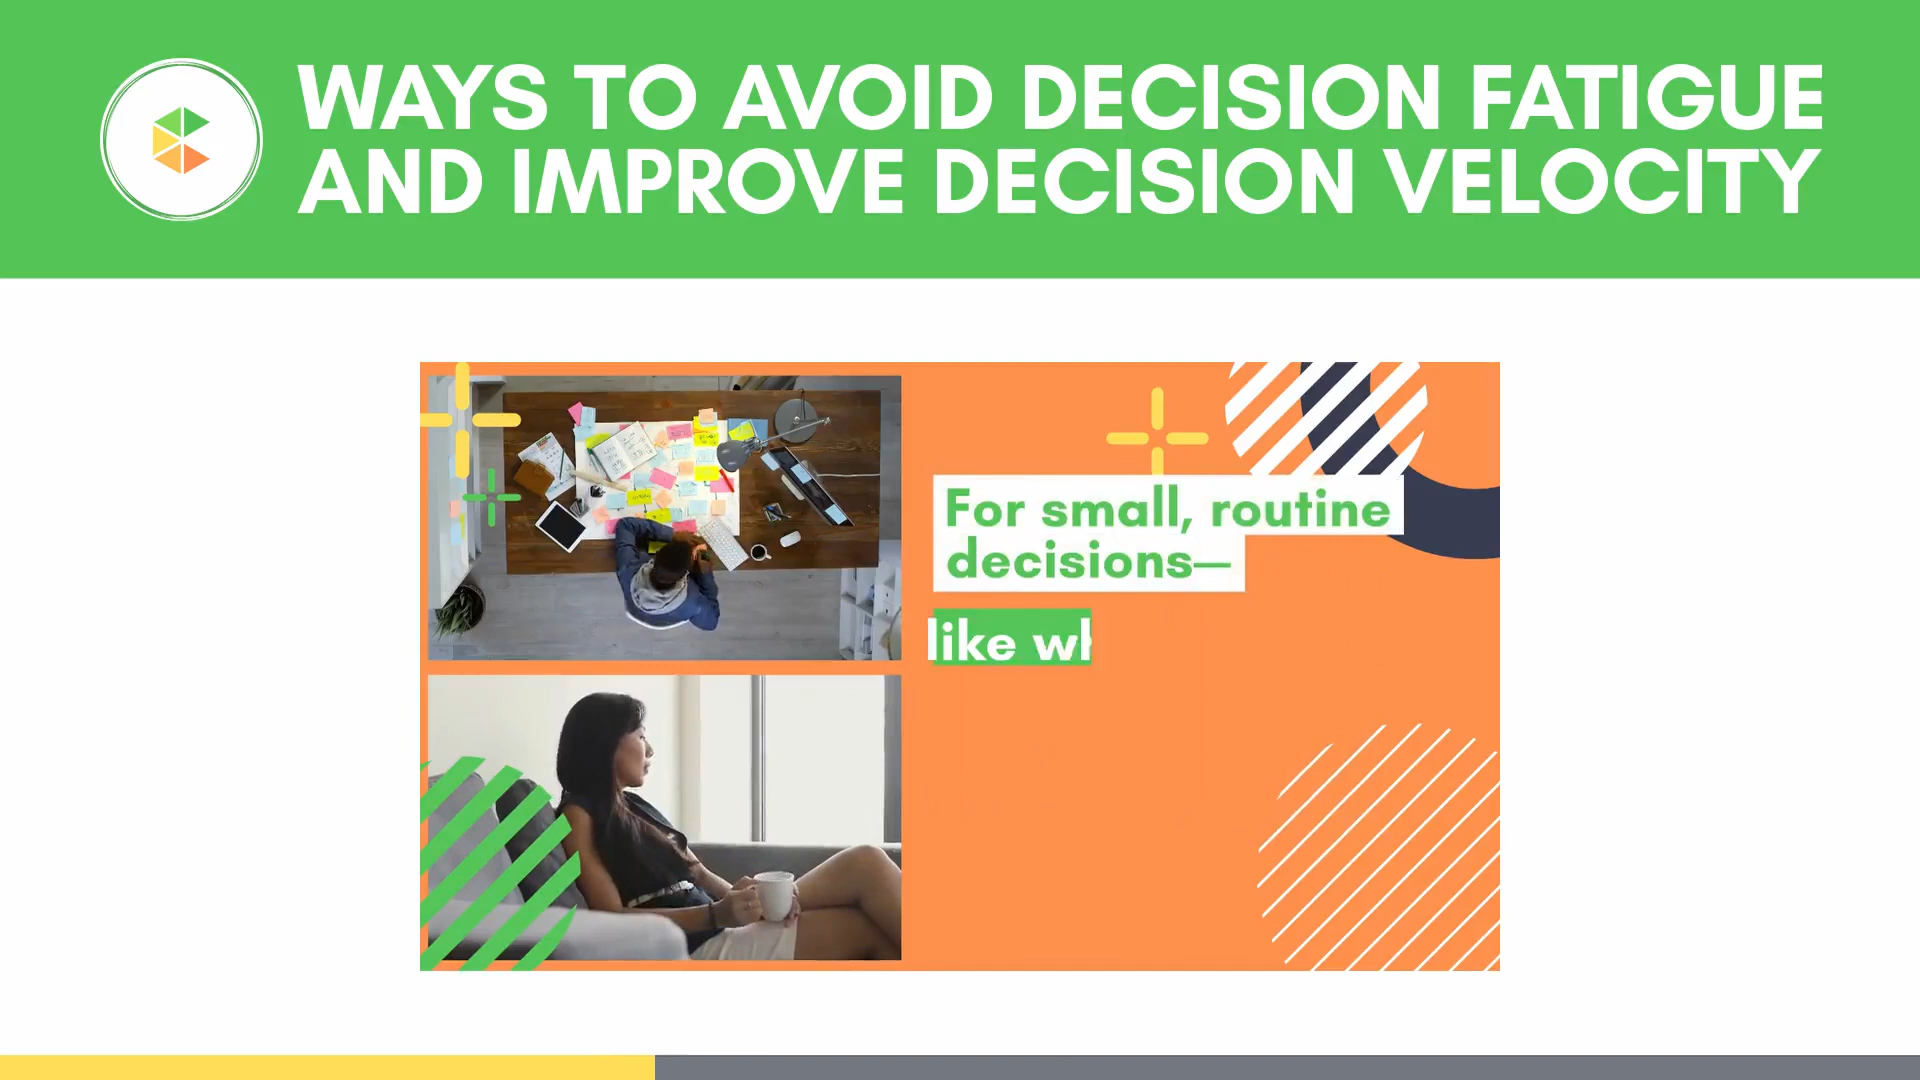 WAYS TO AVOID DECISION FATIGUE
AND IMPROVE DECISION VELOCITY
For small, routine
decisions—
like